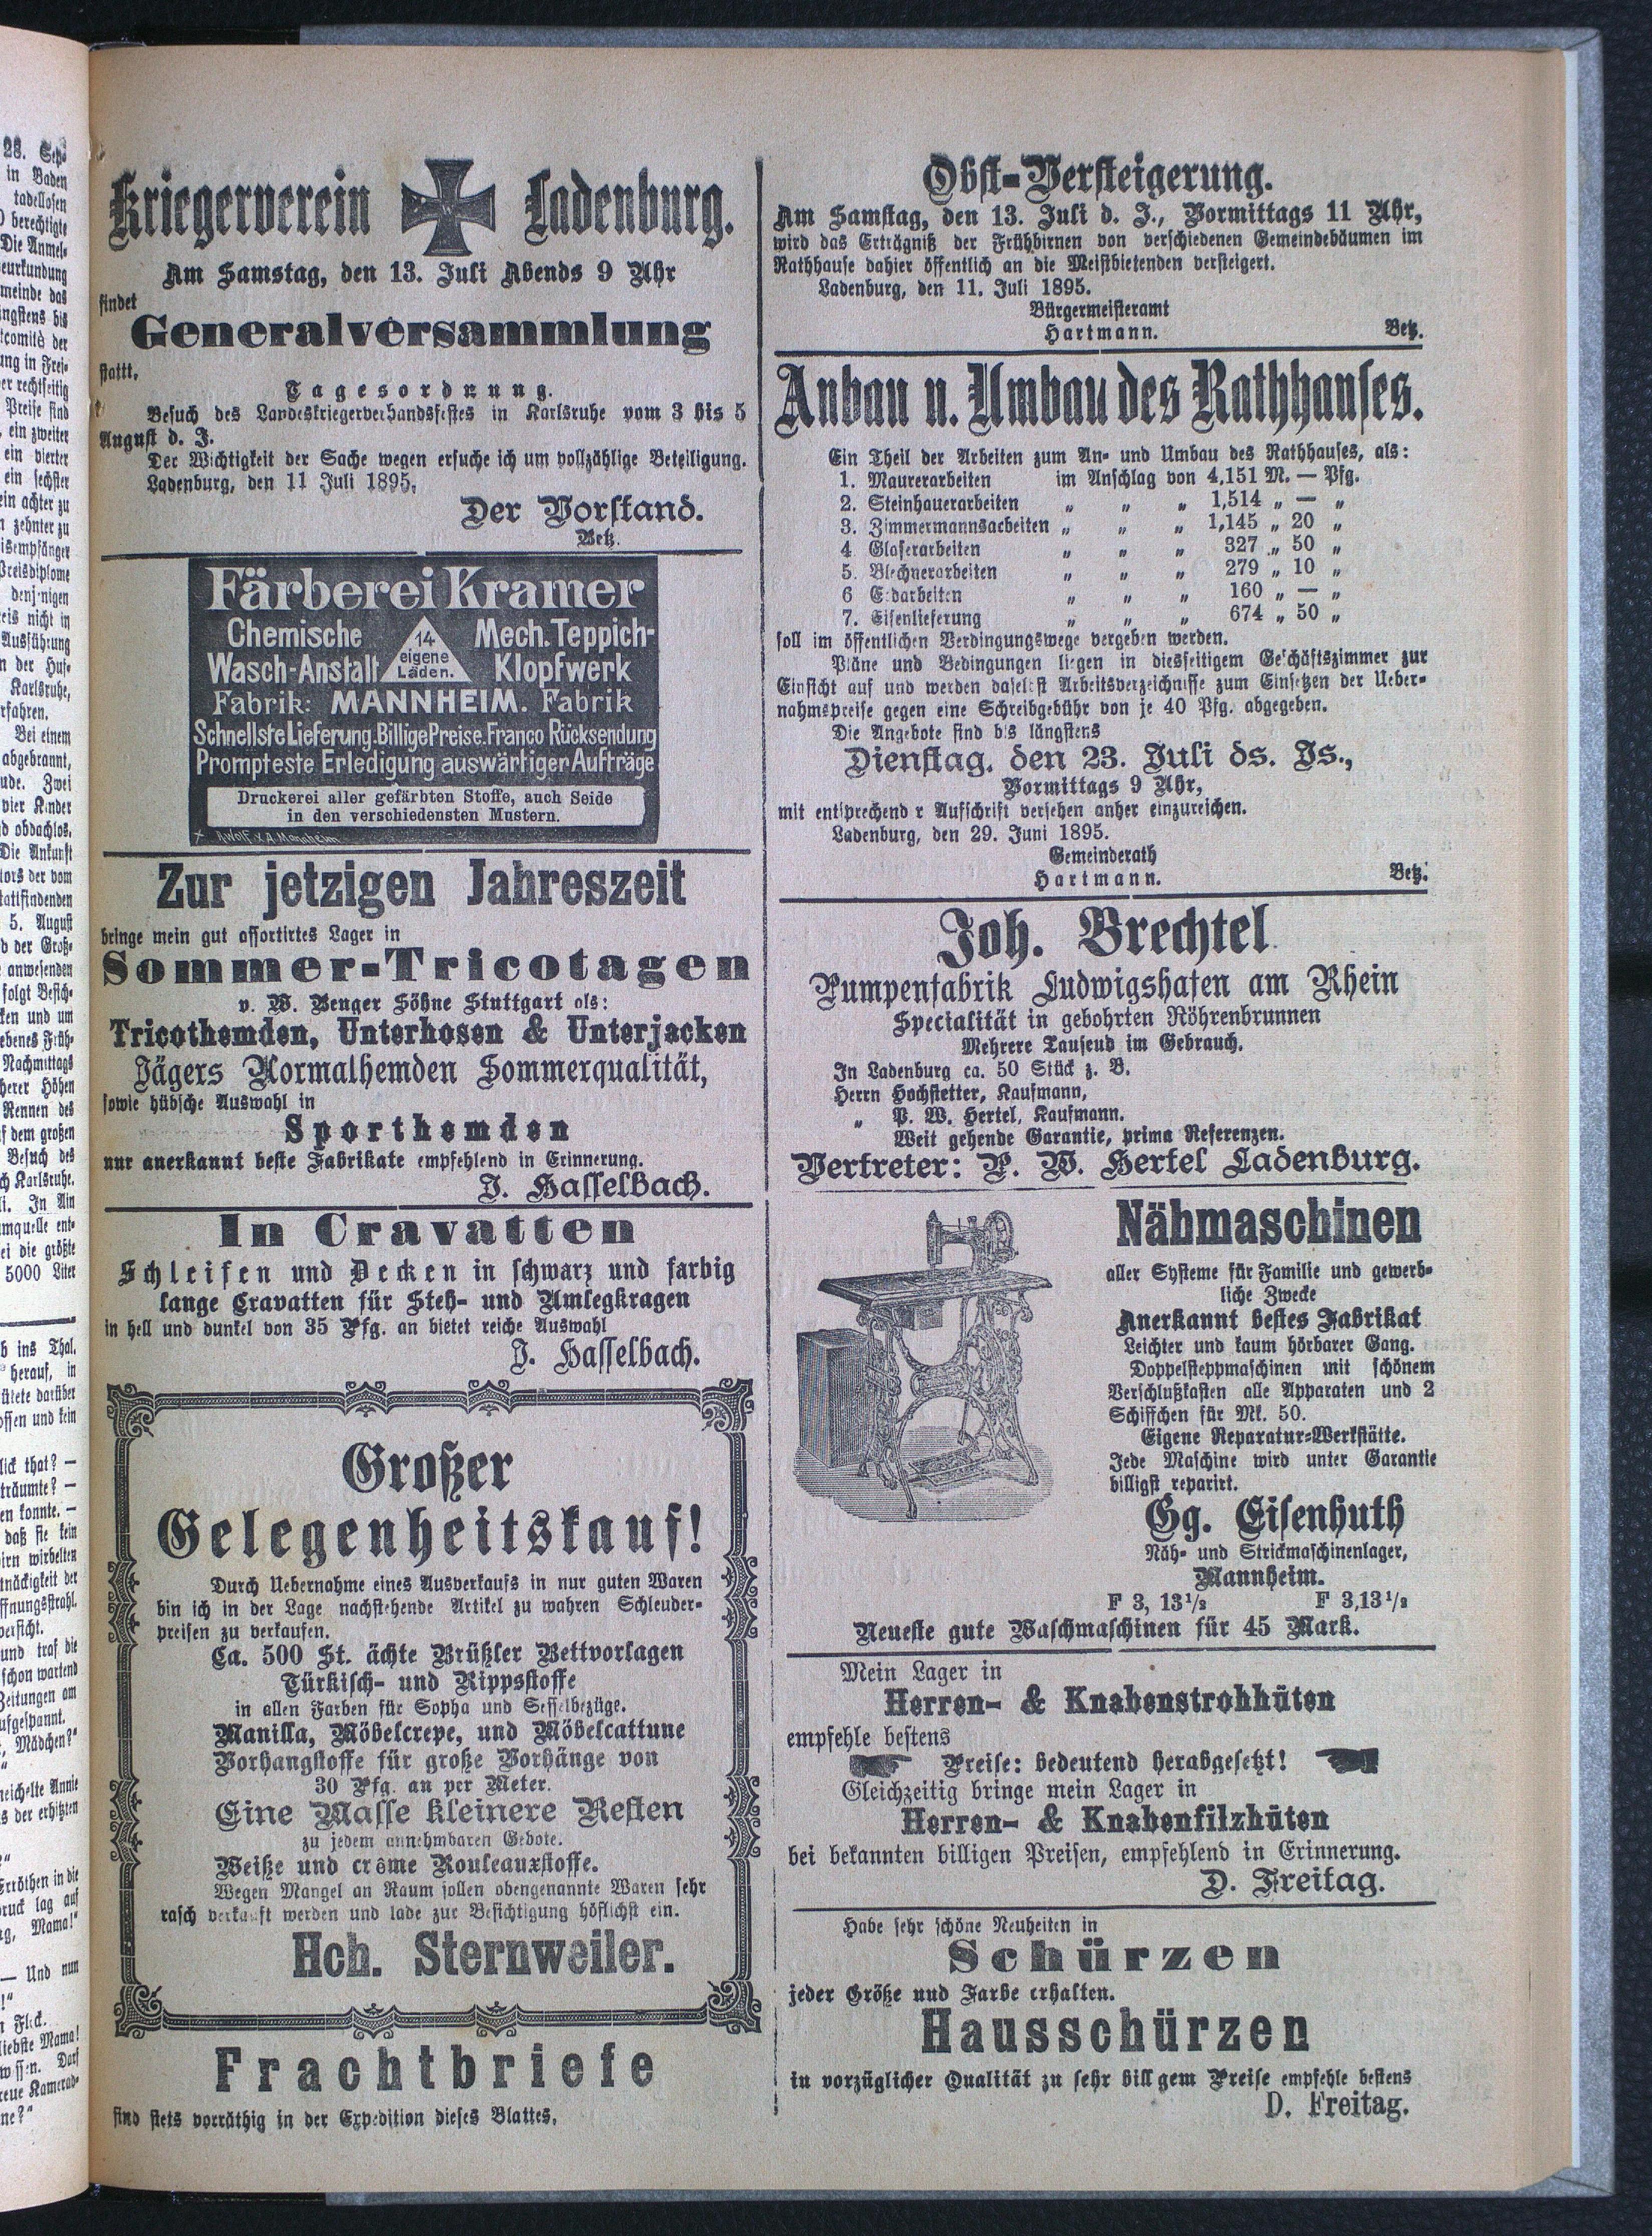 Kriegerverein Ladenburg.
Am Samstag, den 13. Juli Abends 9 Uhr
findet
Generalversammlung
statt.
Tagesordnung.
Besuch des Landeskriegerverbandsfestes in Karlsruhe vom 3 bis 5
August d. J.
Der Wichtigkeit der Sache wegen ersuche ich um vollzählige Beteiligung.
Ladenburg, den 11 Juli 1895.
Der Vorstand.
Betz.
Färberei Kramer
Chemische
Wasch-Anstalt
14
eigene
Läden.
Mech. Teppich-
Klopfwerk
Fabrik: MANNHEIM. Fabrik
Schnellste Lieferung. Billige Preise. Franco Rücksendung
Prompteste Erledigung auswärtiger Aufträge
Druckerei aller gefärbten Stoffe, auch Seide
in den verschiedensten Mustern.
A. Wolf. X.A. Mannheim
Zur jetzigen Jahreszeit
bringe mein gut assortirtes Lager in
Sommer-Tricotagen
v. W. Benger Söhne Stuttgart als:
Tricothemden, Unterhosen & Unterjacken
Jägers Normalhemden Sommerqualität,
sowie hübsche Auswahl in
Sporthemden
nur anerkannt beste Fabrikate empfehlend in Erinnerung.
J. Hasselbach.
In Cravatten
Schleifen und Decken in schwarz und farbig
lange Cravatten für Steh- und Umlegkragen
in hell und dunkel von 35 Pfg. an bietet reiche Auswahl
J. Hasselbach.
Großer
Gelegenheitskauf!
Durch Uebernahme eines Ausverkaufs in nur guten Waren
bin ich in der Lage nachstehende Artikel zu wahren Schleuder-
preisen zu verkaufen.
Ca. 500 St. ächte Brüßler Bettvorlagen
Türkisch- und Rippsstoffe
in allen Farben für Sopha und Sesselbezüge.
Manilla, Möbelcrepe, und Möbelcattune
Vorhangstoffe für große Vorhänge von
30 Pfg. an per Meter.
Eine Masse kleinere Resten
zu jedem annehmbaren Gebote.
Weiße und crême Rouleauxstoffe.
Wegen Mangel an Raum sollen obengenannte Waren sehr
rasch verkauft werden und lade zur Besichtigung höflichst ein.
Hch. Sternweiler.
Frachtbriefe
sind stets vorräthig in der Expedition dieses Blattes.
Obst-Versteigerung.
Am Samstag, den 13. Juli d. J., Vormittags 11 Uhr,
wird das Erträgniß der Frühbirnen von verschiedenen Gemeindebäumen im
Rathhause dahier öffentlich an die Meistbietenden versteigert.
Ladenburg, den 11. Juli 1895.
Bürgermeisteramt
Hartmann. Betz.
Anbau u. Umbau des Rathhauses.
Ein Theil der Arbeiten zum An- und Umbau des Rathhauses, als:
1. Maurerarbeiten im Anschlag von 4,151 M. — Pfg.
2. Steinhauerarbeiten „ „ „ 1,514 „ — „
3. Zimmermannsarbeiten „ „ „ 1,145 „ 20 „
4 Glaserarbeiten „ „ „ 327 „ 50 „
5. Blechnerarbeiten „ „ „ 279 „ 10 „
6 Erdarbeiten „ „ „ 160 „ — „
7. Eisenlieferung „ „ „ 674 „ 50 „
soll im öffentlichen Verdingungswege vergeben werden.
Pläne und Bedingungen liegen in diesseitigem Geschäftszimmer zur
Einsicht auf und werden daselbst Arbeitsverzeichnisse zum Einsetzen der Ueber-
nahmspreise gegen eine Schreibgebühr von je 40 Pfg. abgegeben.
Die Angebote sind bis längstens
Dienstag, den 23. Juli ds. Js.,
Vormittags 9 Uhr,
mit entsprechend r Aufschrift versehen anher einzureichen.
Ladenburg, den 29. Juni 1895.
Gemeinderath
Hartmann. Betz.
Joh. Brechtel
Pumpenfabrik Ludwigshafen am Rhein
Specialität in gebohrten Röhrenbrunnen
Mehrere Tausend im Gebrauch.
In Ladenburg ca. 50 Stück z. B.
Herrn Hochstetter, Kaufmann,
„ P. W. Hertel, Kaufmann.
Weit gehende Garantie, prima Referenzen.
Vertreter: P. W. Hertel Ladenburg.
Nähmaschinen
aller Systeme für Familie und gewerb-
liche Zwecke
Anerkannt bestes Fabrikat
Leichter und kaum hörbarer Gang.
Doppelsteppmaschinen mit schönem
Verschlußkasten alle Apparaten und 2
Schiffchen für Mk. 50.
Eigene Reparatur-Werkstätte.
Jede Maschine wird unter Garantie
billigst reparirt.
Gg. Eisenhuth
Näh- und Strickmaschinenlager,
Mannheim.
F 3, 13½ F 3,13½
Neueste gute Waschmaschinen für 45 Mark.
Mein Lager in
Herren- & Knabenstrohhüten
empfehle bestens
Preise: bedeutend herabgesetzt!
Gleichzeitig bringe mein Lager in
Herren- & Knabenfilzhüten
bei bekannten billigen Preisen, empfehlend in Erinnerung.
D. Freitag.
Habe sehr schöne Neuheiten in
Schürzen
jeder Größe und Farbe erhalten.
Hausschürzen
in vorzüglicher Qualität zu sehr bill gem Preise empfehle bestens
D. Freitag.